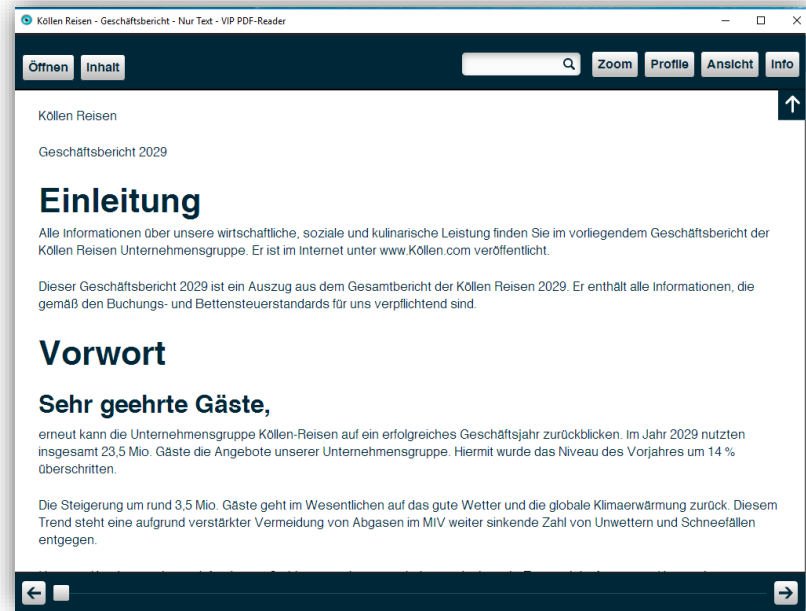 Köllen Reisen - Geschäftsbericht - Nur Text - VIP PDF-Reader
Öffnen Inhalt Zoom Profile Ansicht Info
Köllen Reisen
Geschäftsbericht 2029
Einleitung
Alle Informationen über unsere wirtschaftliche, soziale und kulinarische Leistung finden Sie im vorliegendem Geschäftsbericht der
Köllen Reisen Unternehmensgruppe. Er ist im Internet unter www.Köllen.com veröffentlicht.
Dieser Geschäftsbericht 2029 ist ein Auszug aus dem Gesamtbericht der Köllen Reisen 2029. Er enthält alle Informationen, die
gemäß den Buchungs- und Bettensteuerstandards für uns verpflichtend sind.
Vorwort
Sehr geehrte Gäste,
erneut kann die Unternehmensgruppe Köllen-Reisen auf ein erfolgreiches Geschäftsjahr zurückblicken. Im Jahr 2029 nutzten
insgesamt 23,5 Mio. Gäste die Angebote unserer Unternehmensgruppe. Hiermit wurde das Niveau des Vorjahres um 14 %
überschritten.
Die Steigerung um rund 3,5 Mio. Gäste geht im Wesentlichen auf das gute Wetter und die globale Klimaerwärmung zurück. Diesem
Trend steht eine aufgrund verstärkter Vermeidung von Abgasen im MIV weiter sinkende Zahl von Unwettern und Schneefällen
entgegen.